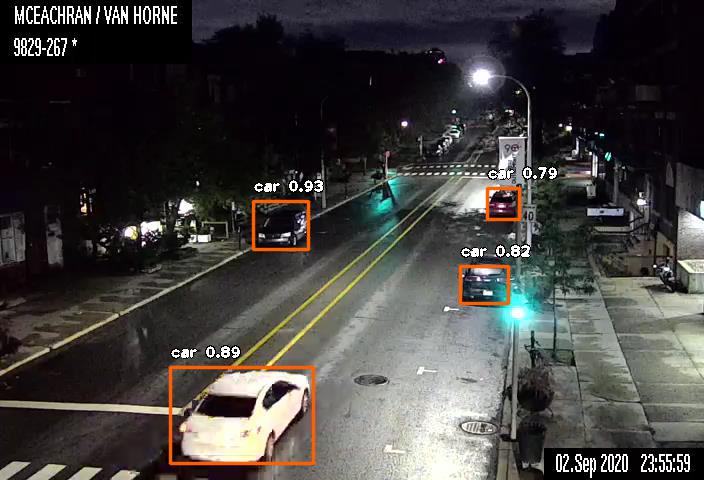 MCEACHRAN / VAN HORNE
9829-267 *
car 0.79
car 0.93
40
car 0.82
car 0.89
02.Sep 2020 23:55:59